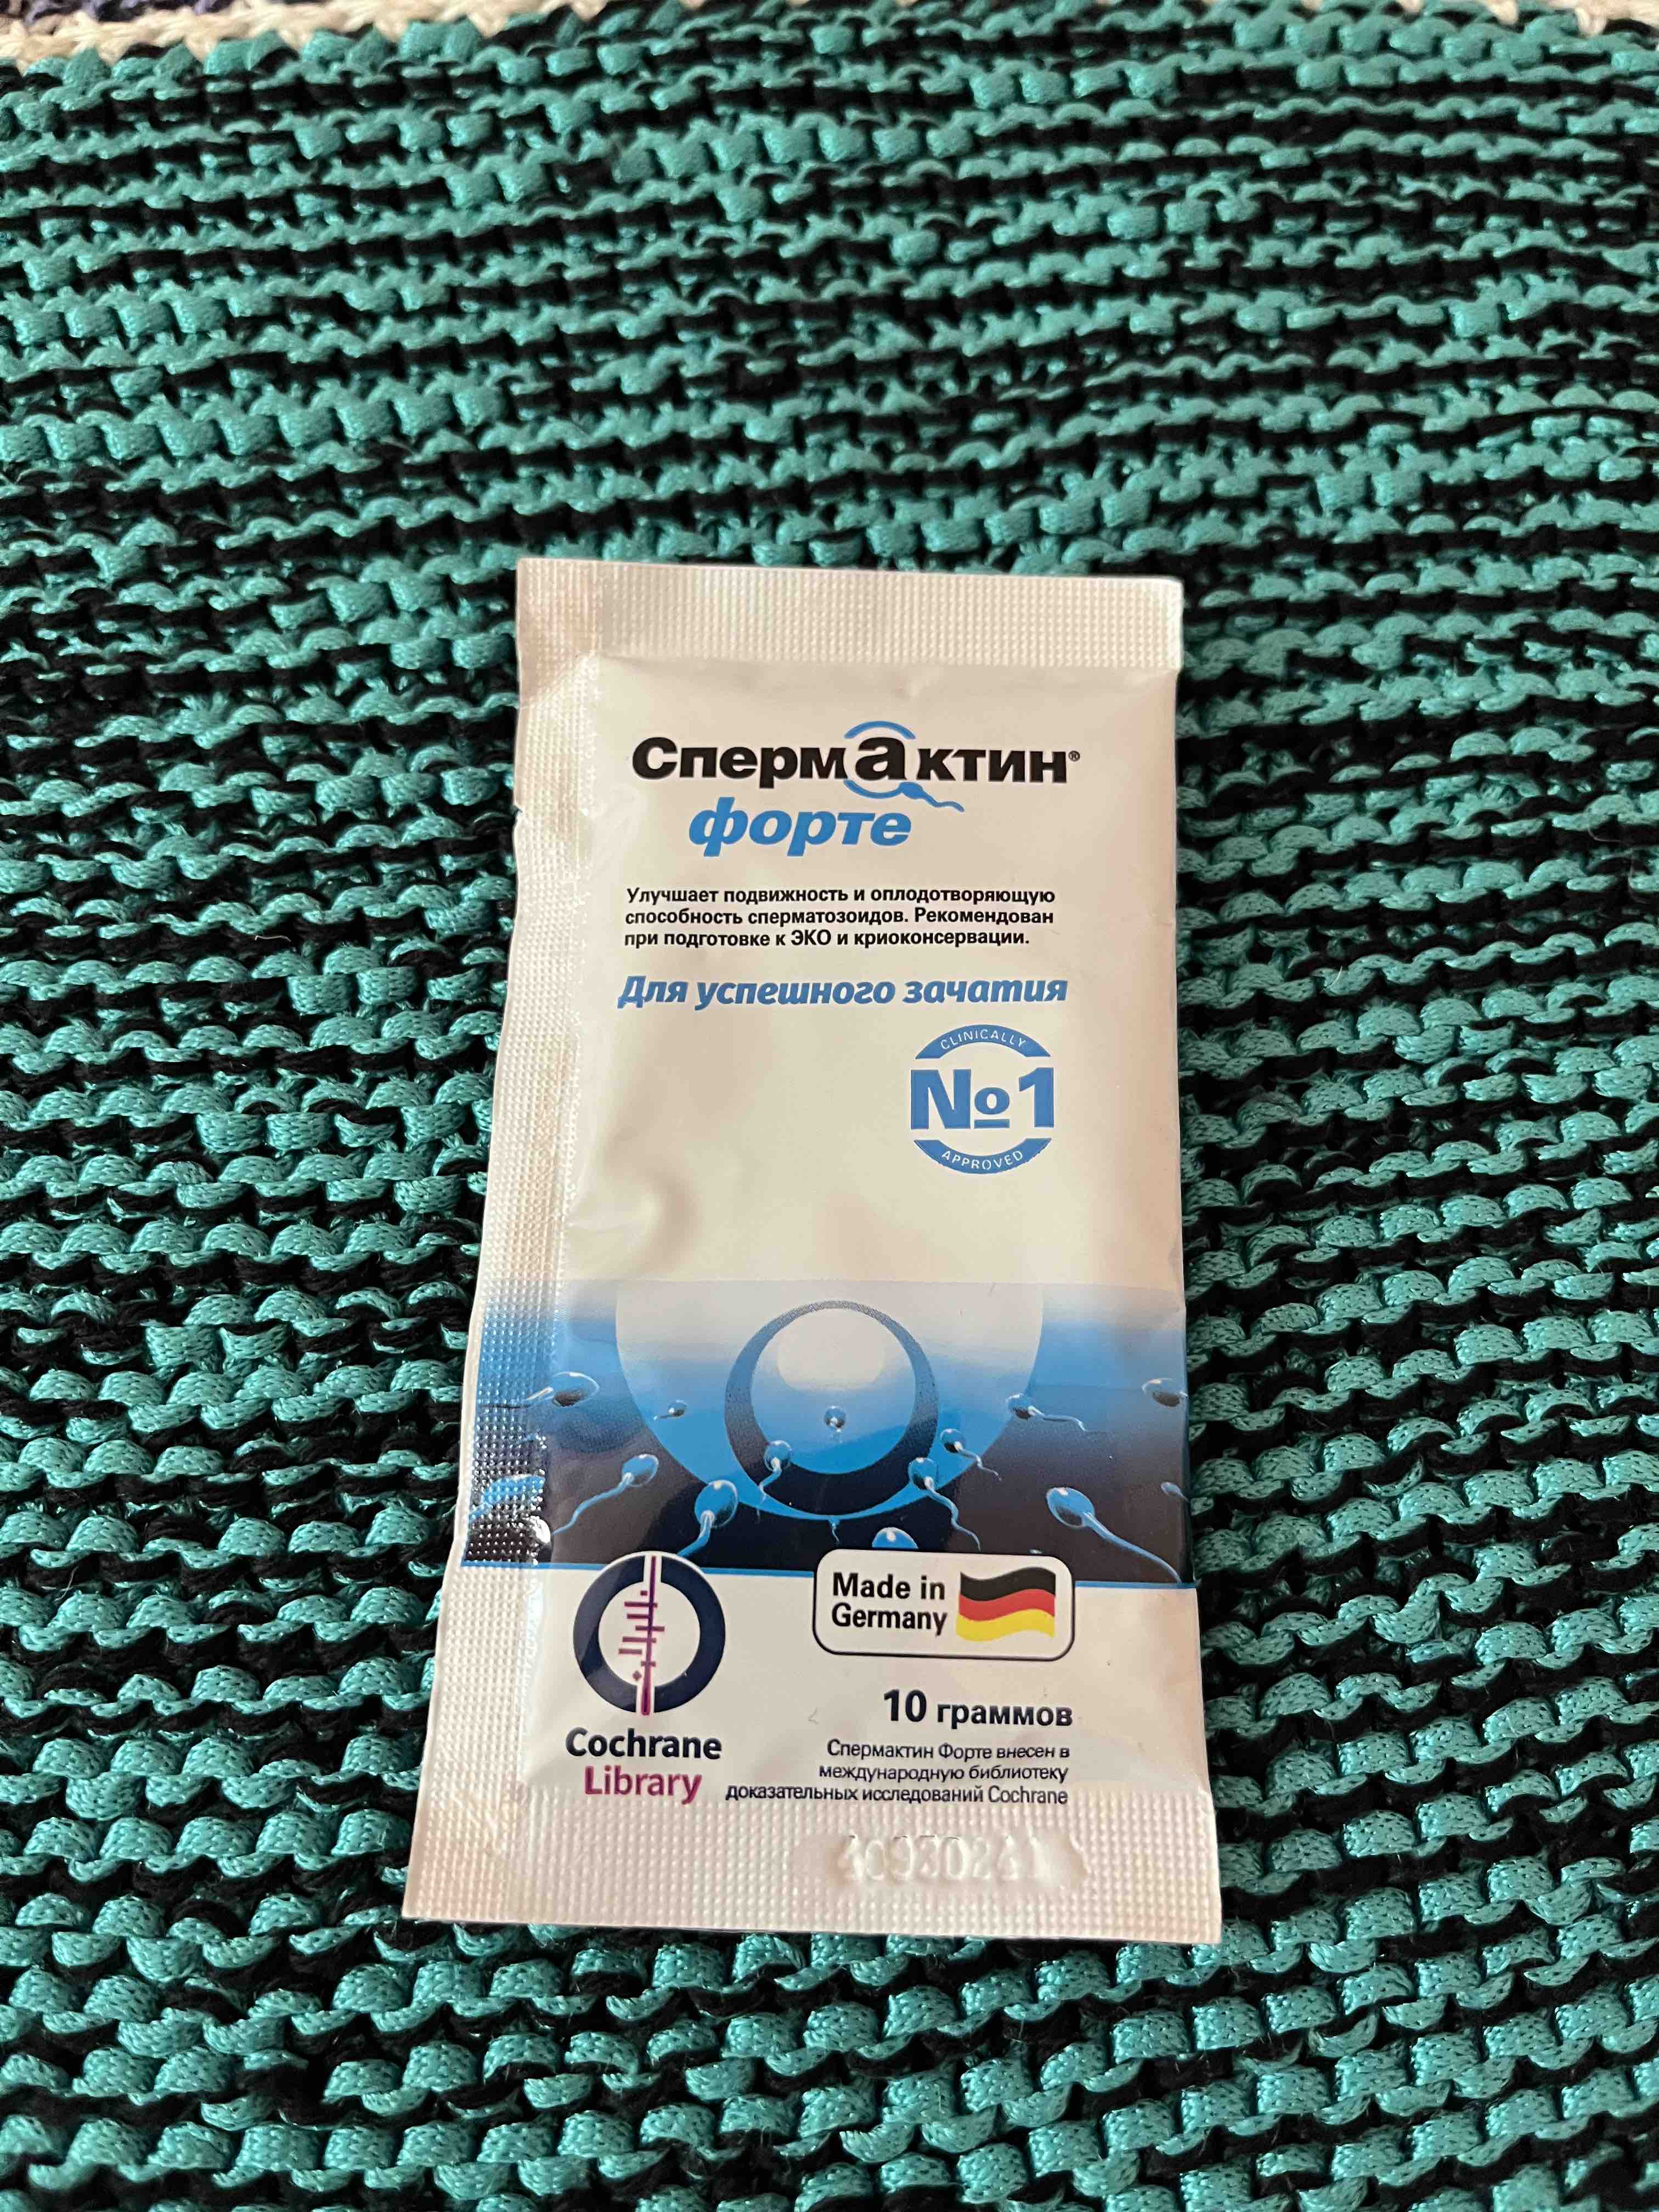 СпермАктин®
форте
Улучшает подвижность и оплодотворяющую
способность сперматозоидов. Рекомендован
при подготовке к ЭКО и криоконсервации.
Для успешного зачатия
CLINICALLY
№1
APPROVED
Made in
Germany
10 граммов
Cochrane
Library
Спермактин Форте внесен в
международную библиотеку
доказательных исследований Cochrane